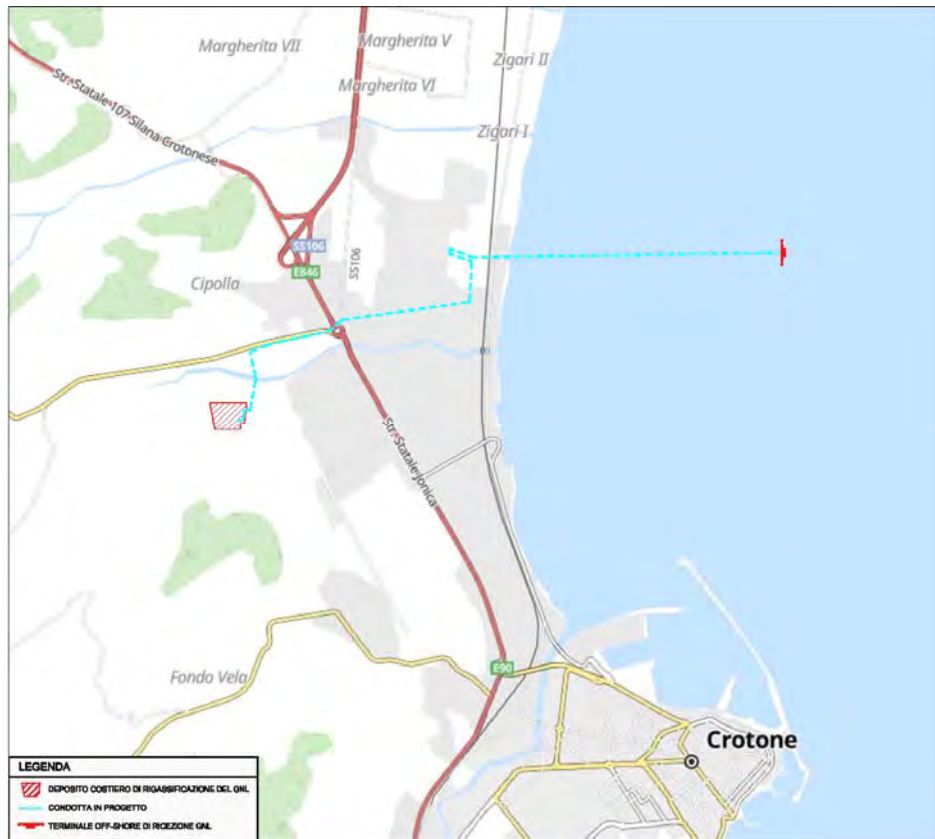 Margherita VII
Margherita V
Zigari II
Str. Statale 107 Silana Crotonese
Margherita VI
Zigari I
SS106
SS106
E846
Cipolla
Str. Statale Jonica
E90
Fondo Vela
Crotone
LEGENDA
DEPOSITO COSTIERO DI RIGASSIFICAZIONE DEL GNL
CONDOTTA IN PROGETTO
TERMINALE OFF-SHORE DI RICEZIONE GNL